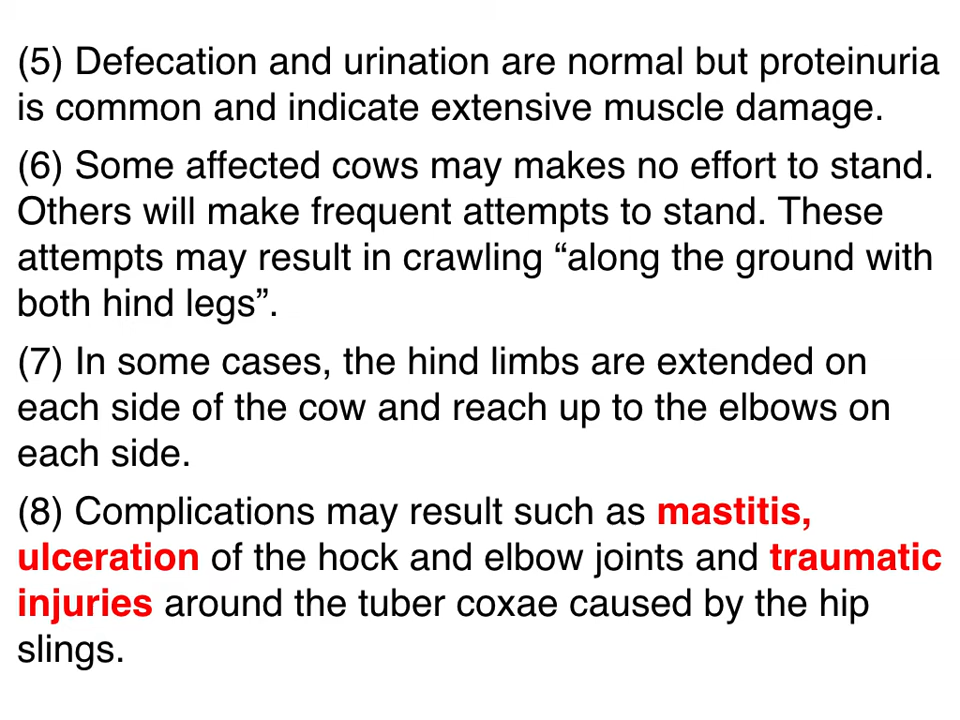 (5) Defecation and urination are normal but proteinuria
is common and indicate extensive muscle damage.
(6) Some affected cows may makes no effort to stand.
Others will make frequent attempts to stand. These
attempts may result in crawling “along the ground with
both hind legs”.
(7) In some cases, the hind limbs are extended on
each side of the cow and reach up to the elbows on
each side.
(8) Complications may result such as mastitis,
ulceration of the hock and elbow joints and traumatic
injuries around the tuber coxae caused by the hip
slings.